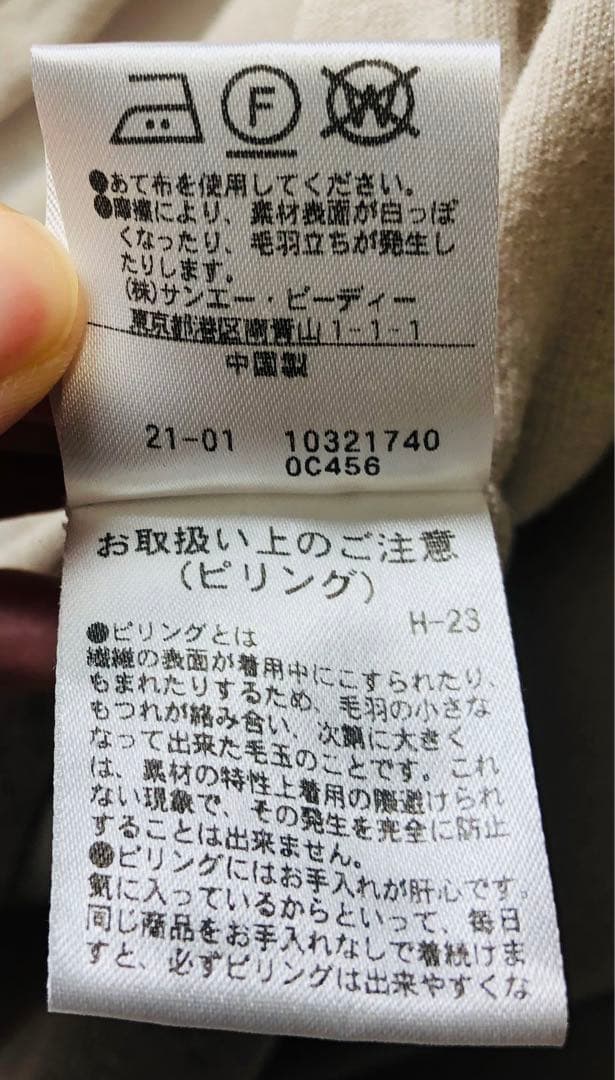 F W
●あて布を使用してください。
●摩擦により、素材表面が白っぽ
くなったり、毛羽立ちが発生し
たりします。
(株)サンエー・ビーディー
東京都港区南青山1-1-1
中国製
21-01 10321740
0C456
お取扱い上のご注意
(ピリング)
H-23
●ピリングとは
繊維の表面が着用中にこすられたり、
もまれたりするため、毛羽の小さな
もつれが絡み合い、次第に大きく
なって出来た毛玉のことです。これ
は、素材の特性上着用の際避けられ
ない現象で、その発生を完全に防止
することは出来ません。
●ピリングにはお手入れが肝心です。
気に入っているからといって、毎日
同じ商品をお手入れなしで着続けま
すと、必ずピリングは出来やすくな